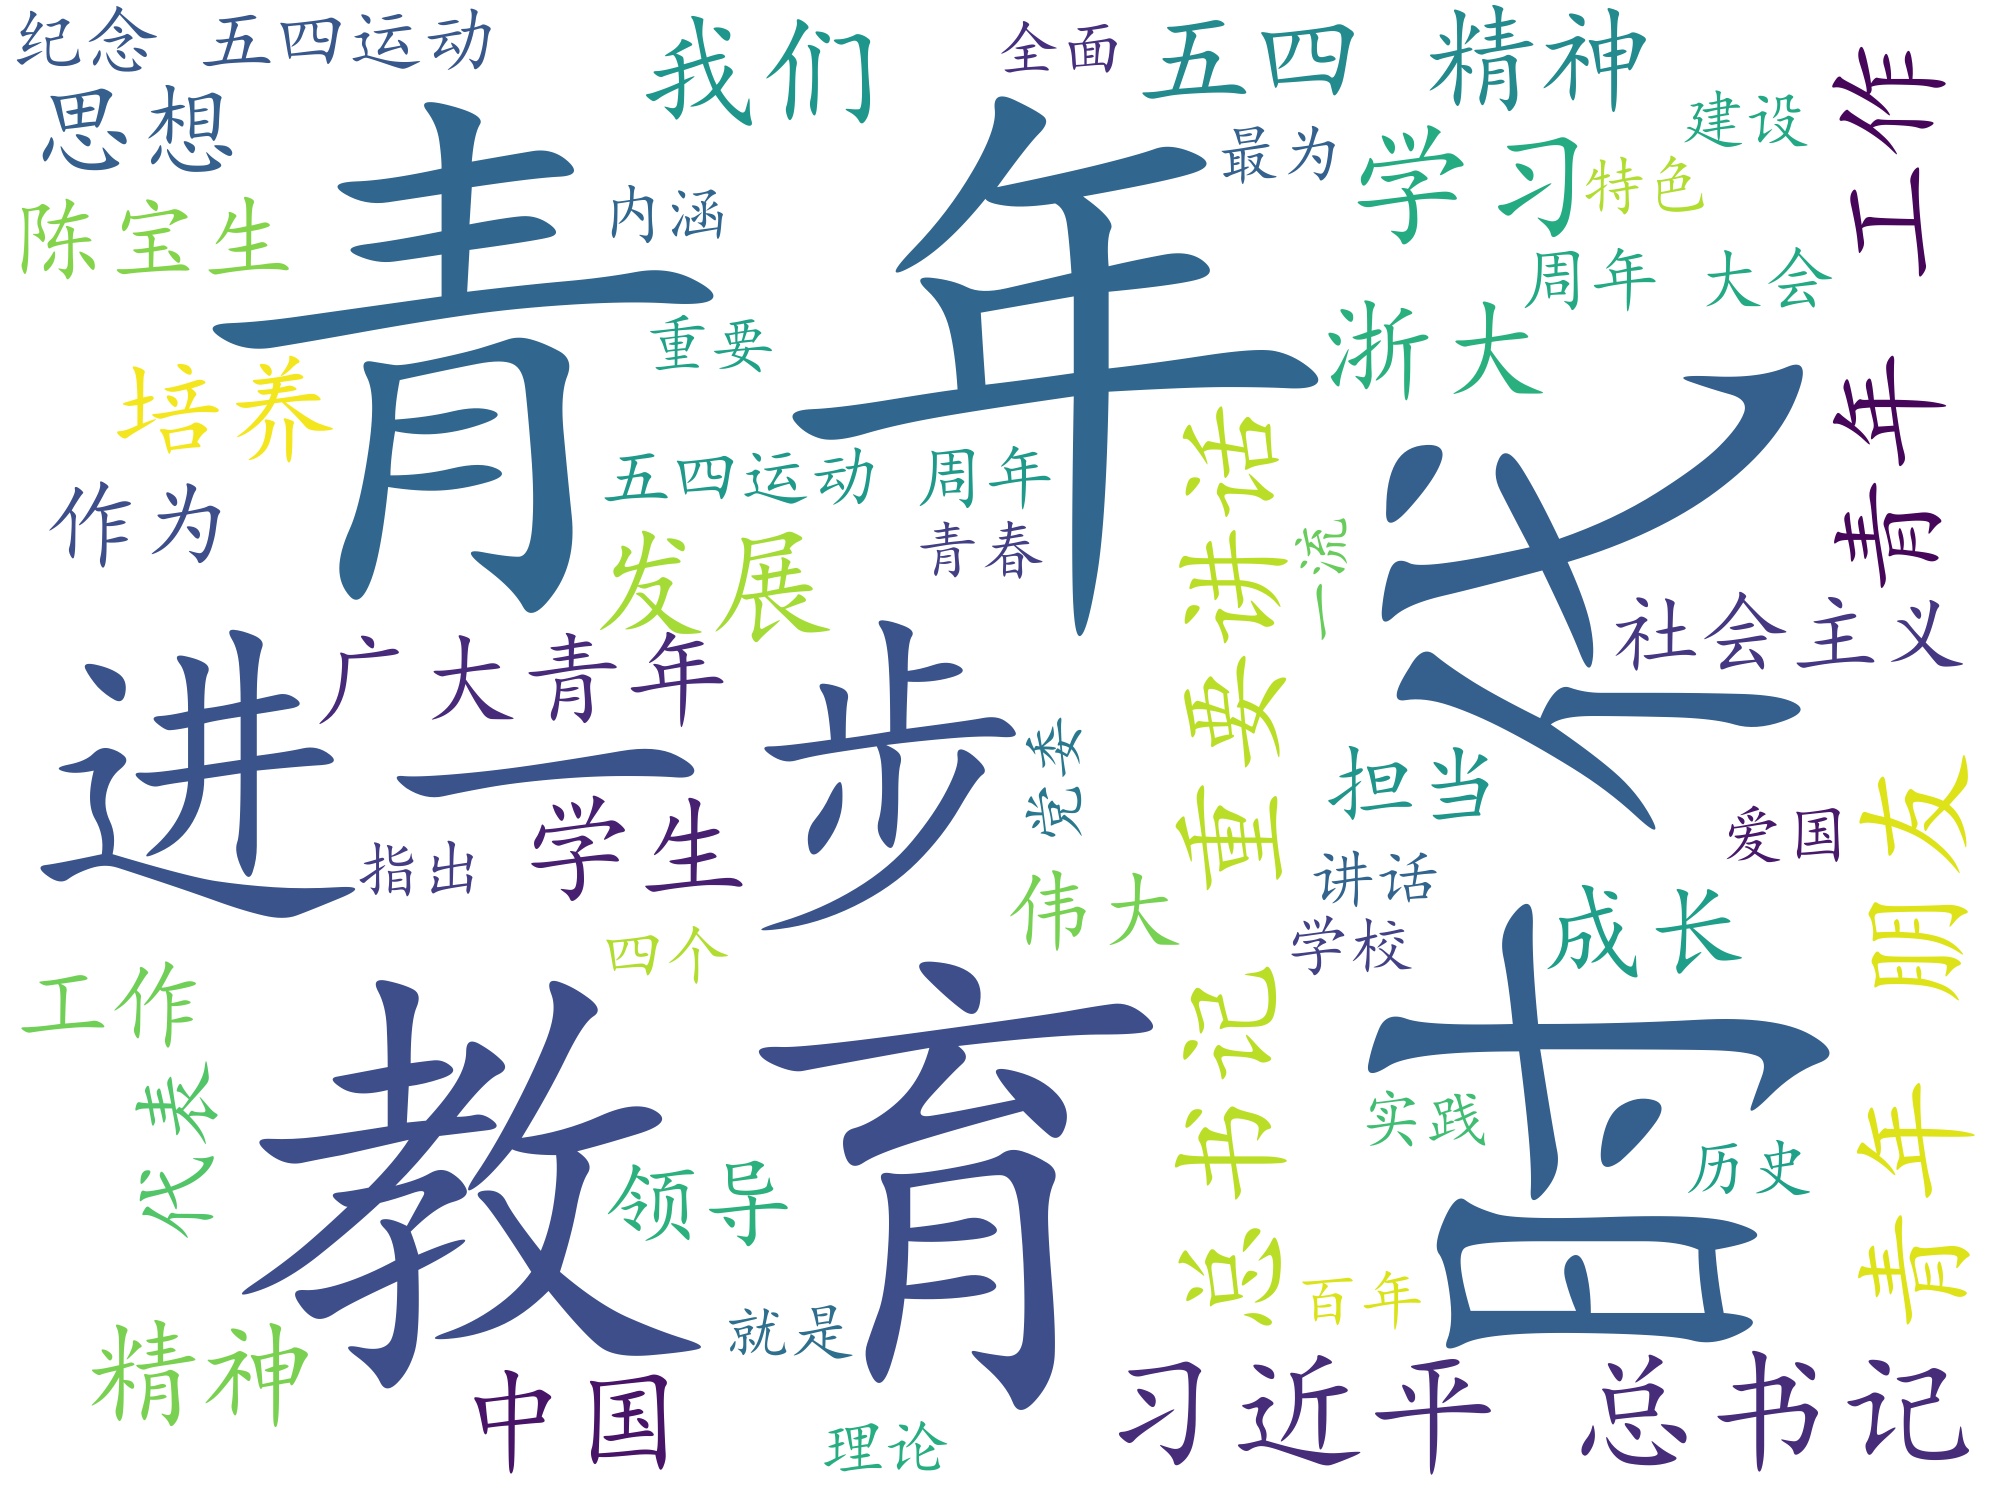 纪念 五四运动
我们
全面
五四 精神
思想
最为
学习
建设
特色
青年 工作
陈宝生
青年
内涵
重要
浙大
周年 大会
培养
作为
五四运动 周年
青春
一流
发展
总书记 重要讲话
社会主义
进一步
广大青年
党委
担当
爱国
青年 朋友
指出
学生
伟大
讲话
学校
成长
四个
工作
代表
教育
领导
实践
历史
百年
精神
中国
就是
理论
习近平 总书记